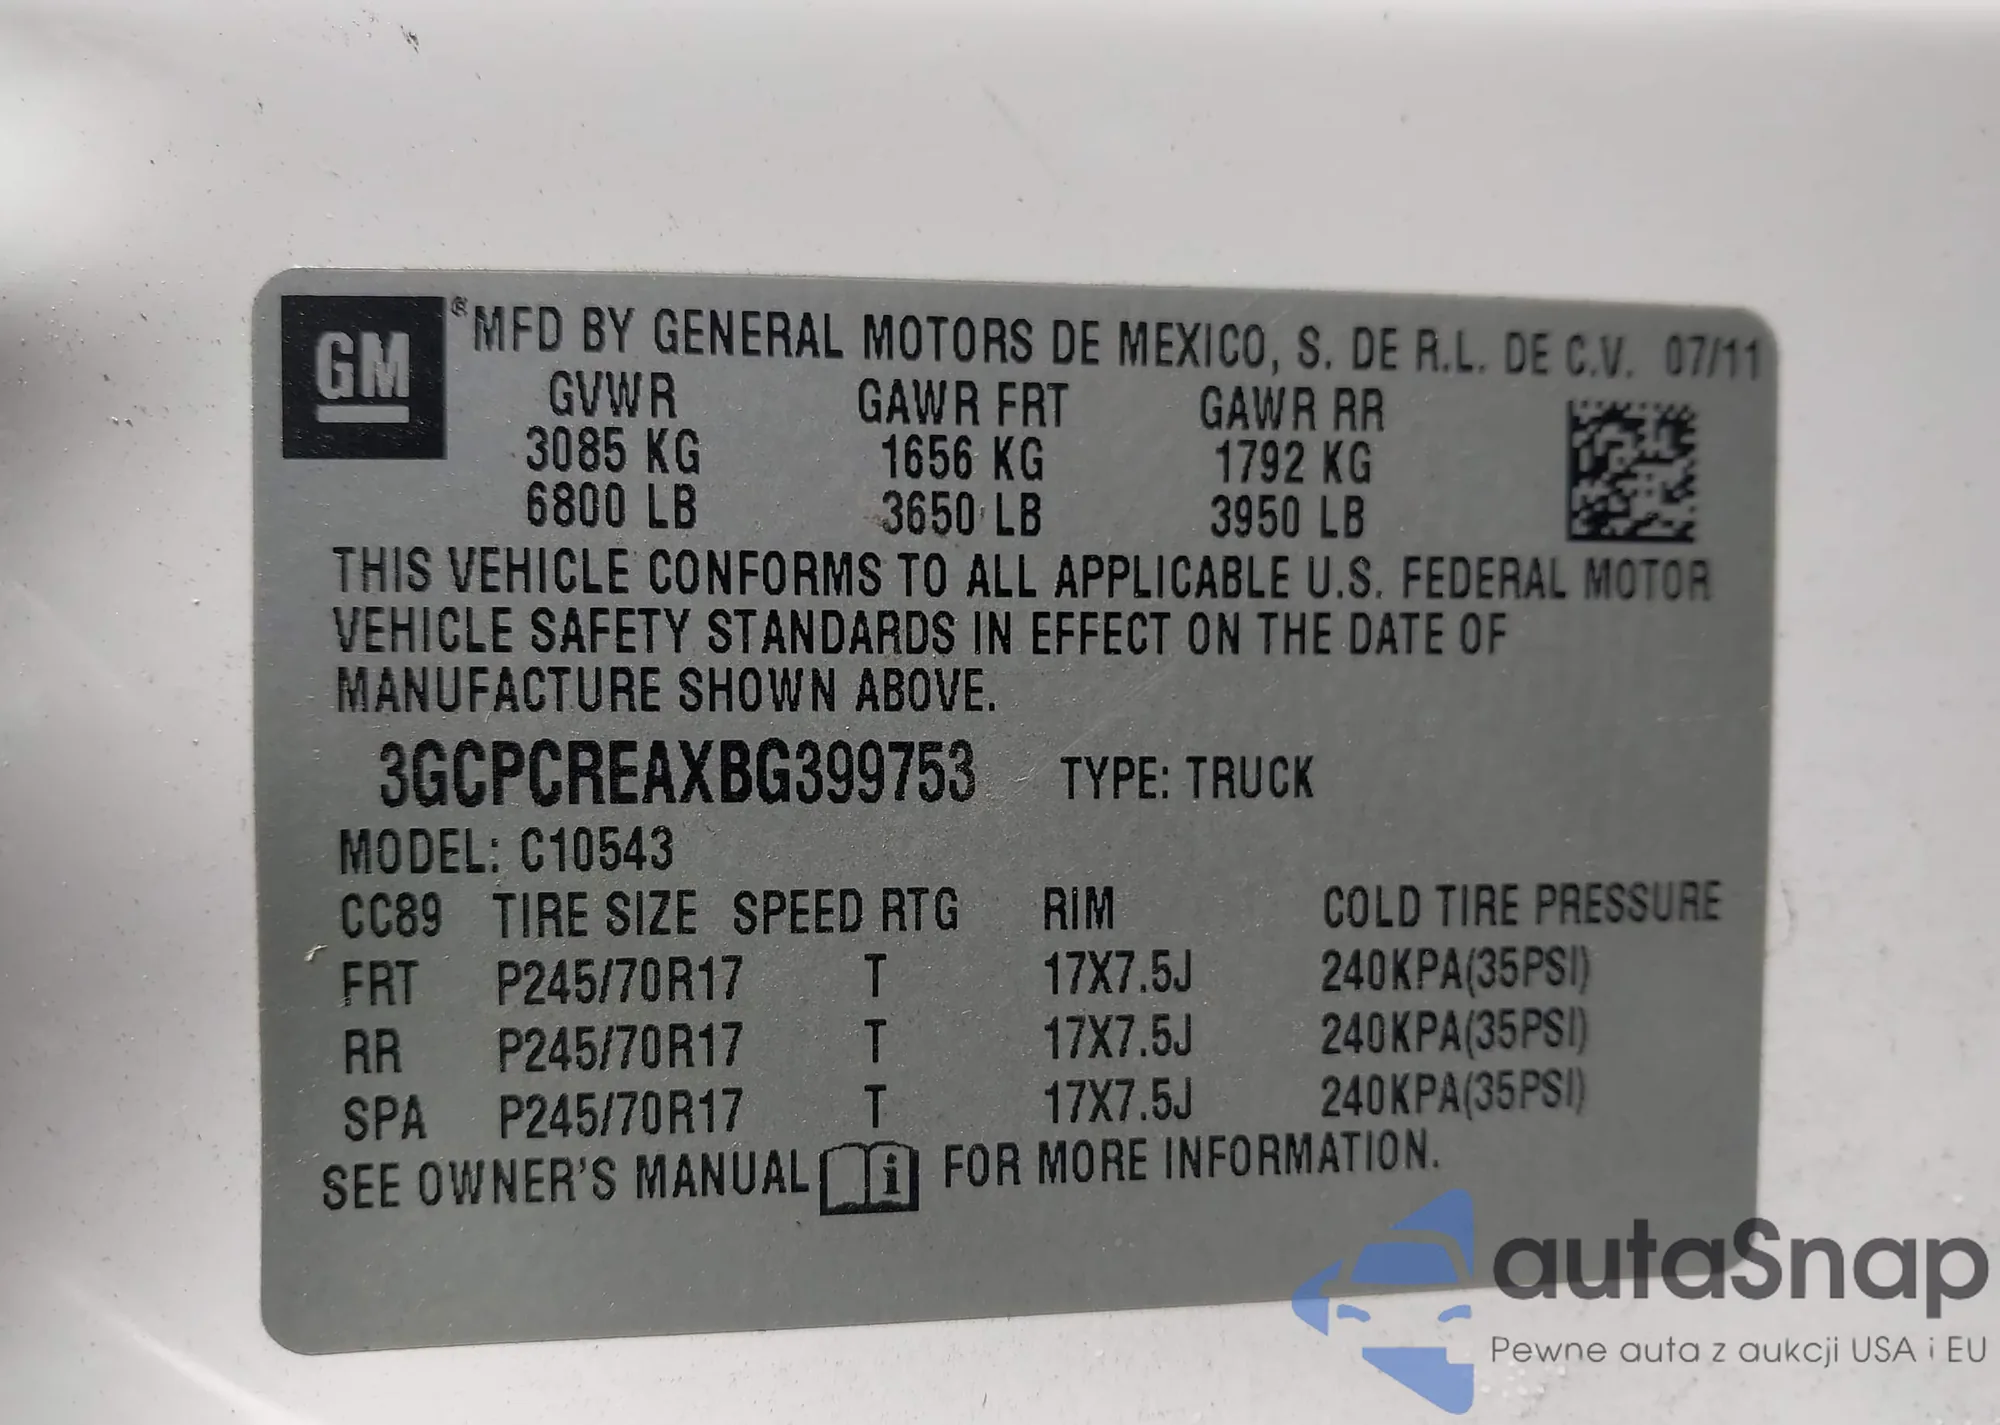 GM ® MFD BY GENERAL MOTORS DE MEXICO, S. DE R.L. DE C.V. 07/11
GVWR GAWR FRT GAWR RR
3085 KG 1656 KG 1792 KG
6800 LB 3650 LB 3950 LB
THIS VEHICLE CONFORMS TO ALL APPLICABLE U.S. FEDERAL MOTOR
VEHICLE SAFETY STANDARDS IN EFFECT ON THE DATE OF
MANUFACTURE SHOWN ABOVE.
3GCPCREAXBG399753 TYPE: TRUCK
MODEL: C10543
CC89 TIRE SIZE SPEED RTG RIM COLD TIRE PRESSURE
FRT P245/70R17 T 17X7.5J 240KPA(35PSI)
RR P245/70R17 T 17X7.5J 240KPA(35PSI)
SPA P245/70R17 T 17X7.5J 240KPA(35PSI)
SEE OWNER'S MANUAL i FOR MORE INFORMATION.
autaSnap
Pewne auta z aukcji USA i EU